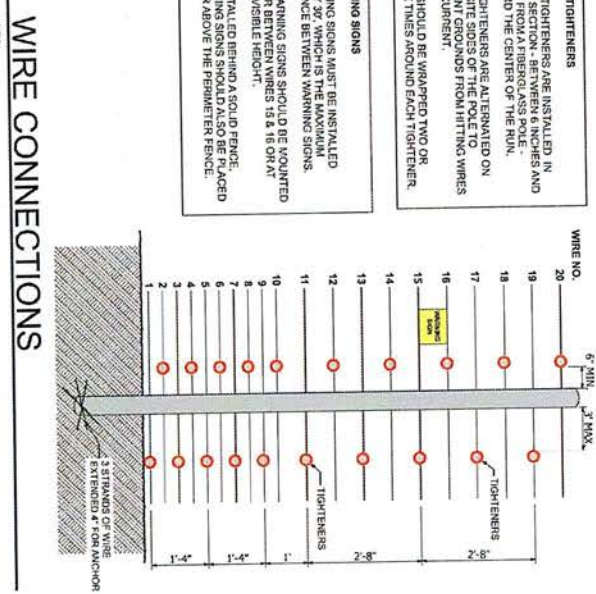 TIGHTENERS
TIGHTENERS ARE INSTALLED IN
SECTION - BETWEEN 6 INCHES AND
FROM A FIBERGLASS POLE -
D THE CENTER OF THE RUN.
GHTENERS ARE ALTERNATED ON
ITE SIDES OF THE POLE TO
NT GROUNDS FROM HITTING WIRES
CURRENT.
SHOULD BE WRAPPED TWO OR
TIMES AROUND EACH TIGHTENER.
NG SIGNS
NG SIGNS MUST BE INSTALLED
Y 30', WHICH IS THE MAXIMUM
NCE BETWEEN WARNING SIGNS.
ARNING SIGNS SHOULD BE MOUNTED
R BETWEEN WIRES 15 & 16 OR AT
VISIBLE HEIGHT.
TALLED BEHIND A SOLID FENCE,
NG SIGNS SHOULD ALSO BE PLACED
R ABOVE THE PERIMETER FENCE.
WIRE NO.
20
19
18
17
16
15
14
13
12
11
10
9
8
7
6
5
4
3
2
1
WARNING
SIGN
6" MIN.
3' MAX.
TIGHTENERS
TIGHTENERS
2'-8"
2'-8"
1'
1'-4"
1'-4"
3 STRANDS OF WIRE
EXTENDED 4" FOR ANCHOR
WIRE CONNECTIONS